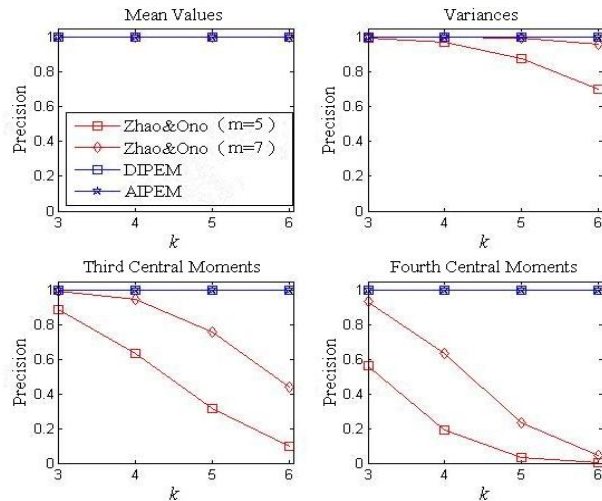 Mean Values
Precision
1
0.8
0.6
0.4
0.2
0
Zhao&Ono (m=5)
Zhao&Ono (m=7)
DIPEM
AIPEM
3 4 5 6
k
Variances
Precision
1
0.8
0.6
0.4
0.2
0
3 4 5 6
k
Third Central Moments
Precision
1
0.8
0.6
0.4
0.2
0
3 4 5 6
k
Fourth Central Moments
Precision
1
0.8
0.6
0.4
0.2
0
3 4 5 6
k